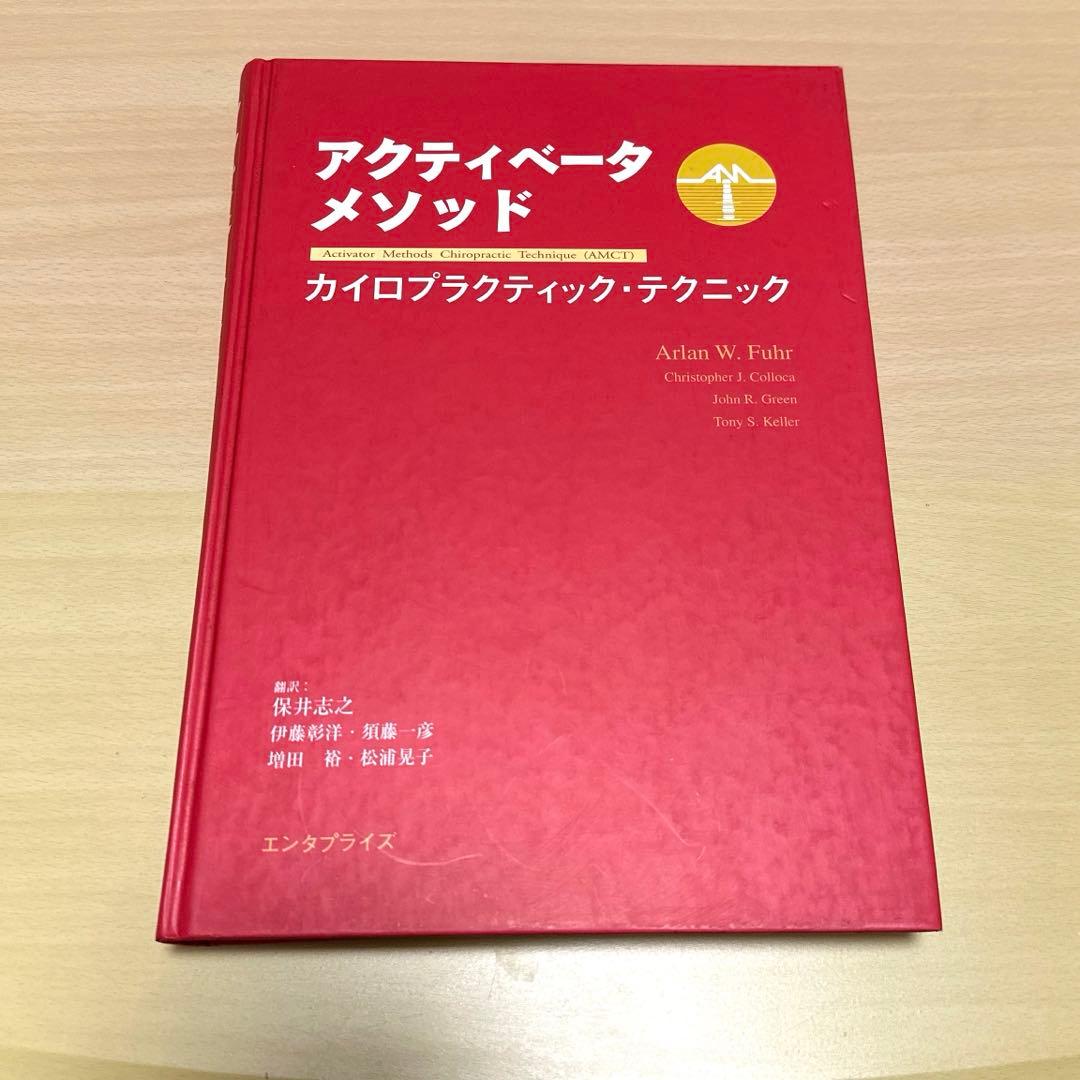 アクティベータ
メソッド
AM
Activator Methods Chiropractic Technique (AMCT)
カイロプラクティック・テクニック
Arlan W. Fuhr
Christopher J. Colloca
John R. Green
Tony S. Keller
翻訳:
保井志之
伊藤彰洋・須藤一彦
増田 裕・松浦晃子
エンタプライズ